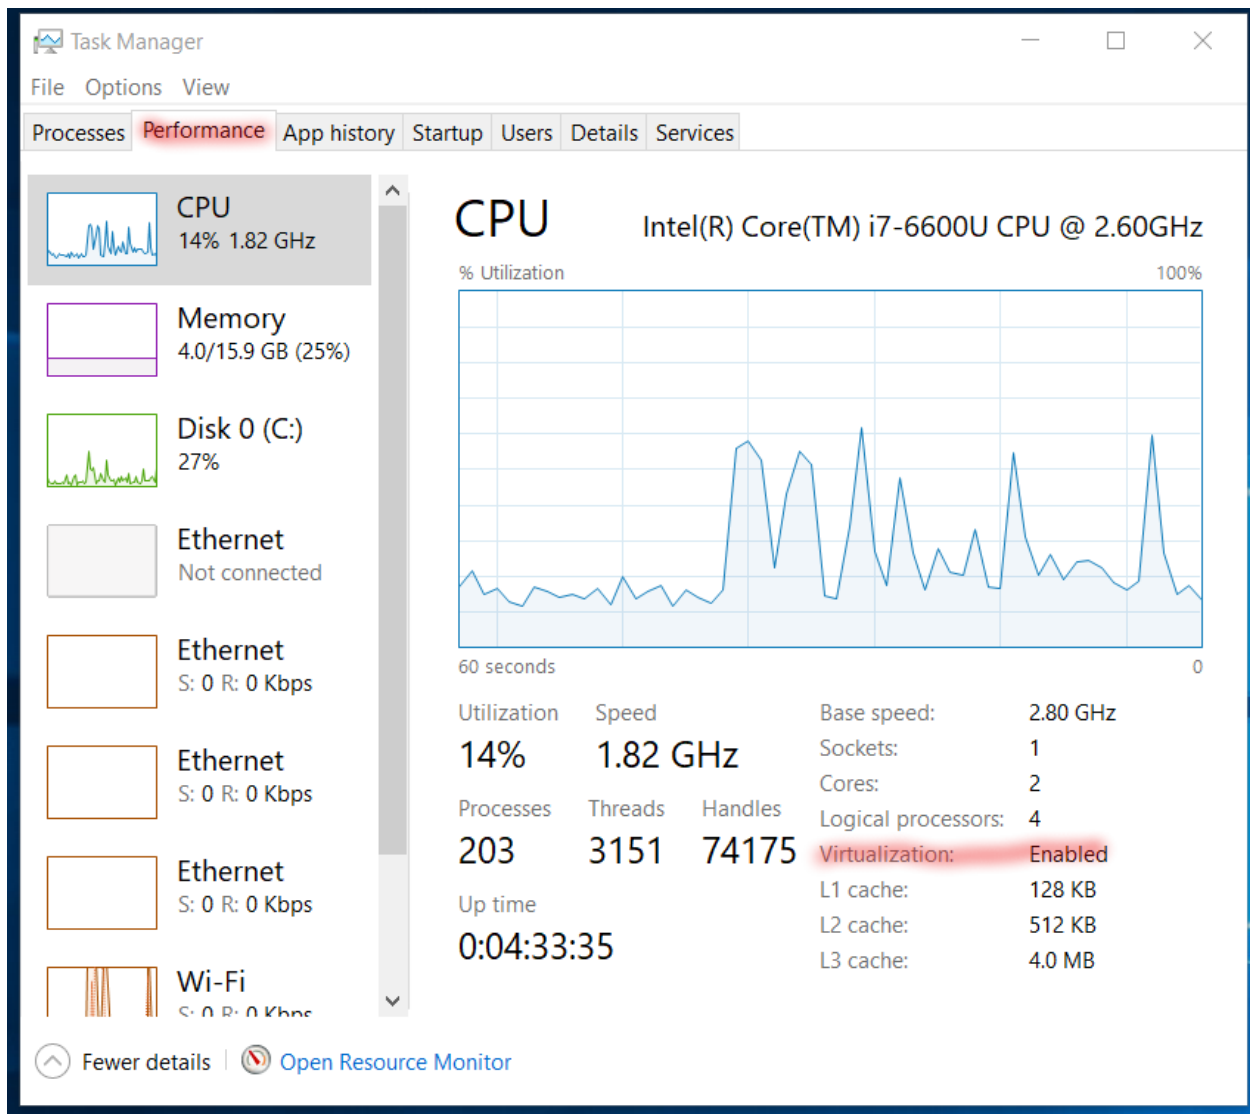 Task Manager
File Options View
Processes Performance App history Startup Users Details Services
CPU
14% 1.82 GHz
Memory
4.0/15.9 GB (25%)
Disk 0 (C:)
27%
Ethernet
Not connected
Ethernet
S: 0 R: 0 Kbps
Ethernet
S: 0 R: 0 Kbps
Ethernet
S: 0 R: 0 Kbps
Wi-Fi
S: 0 R: 0 Kbps
CPU Intel(R) Core(TM) i7-6600U CPU @ 2.60GHz
% Utilization 100%
60 seconds 0
Utilization Speed
14% 1.82 GHz
Processes Threads Handles
203 3151 74175
Up time
0:04:33:35
Base speed: 2.80 GHz
Sockets: 1
Cores: 2
Logical processors: 4
Virtualization: Enabled
L1 cache: 128 KB
L2 cache: 512 KB
L3 cache: 4.0 MB
Fewer details Open Resource Monitor